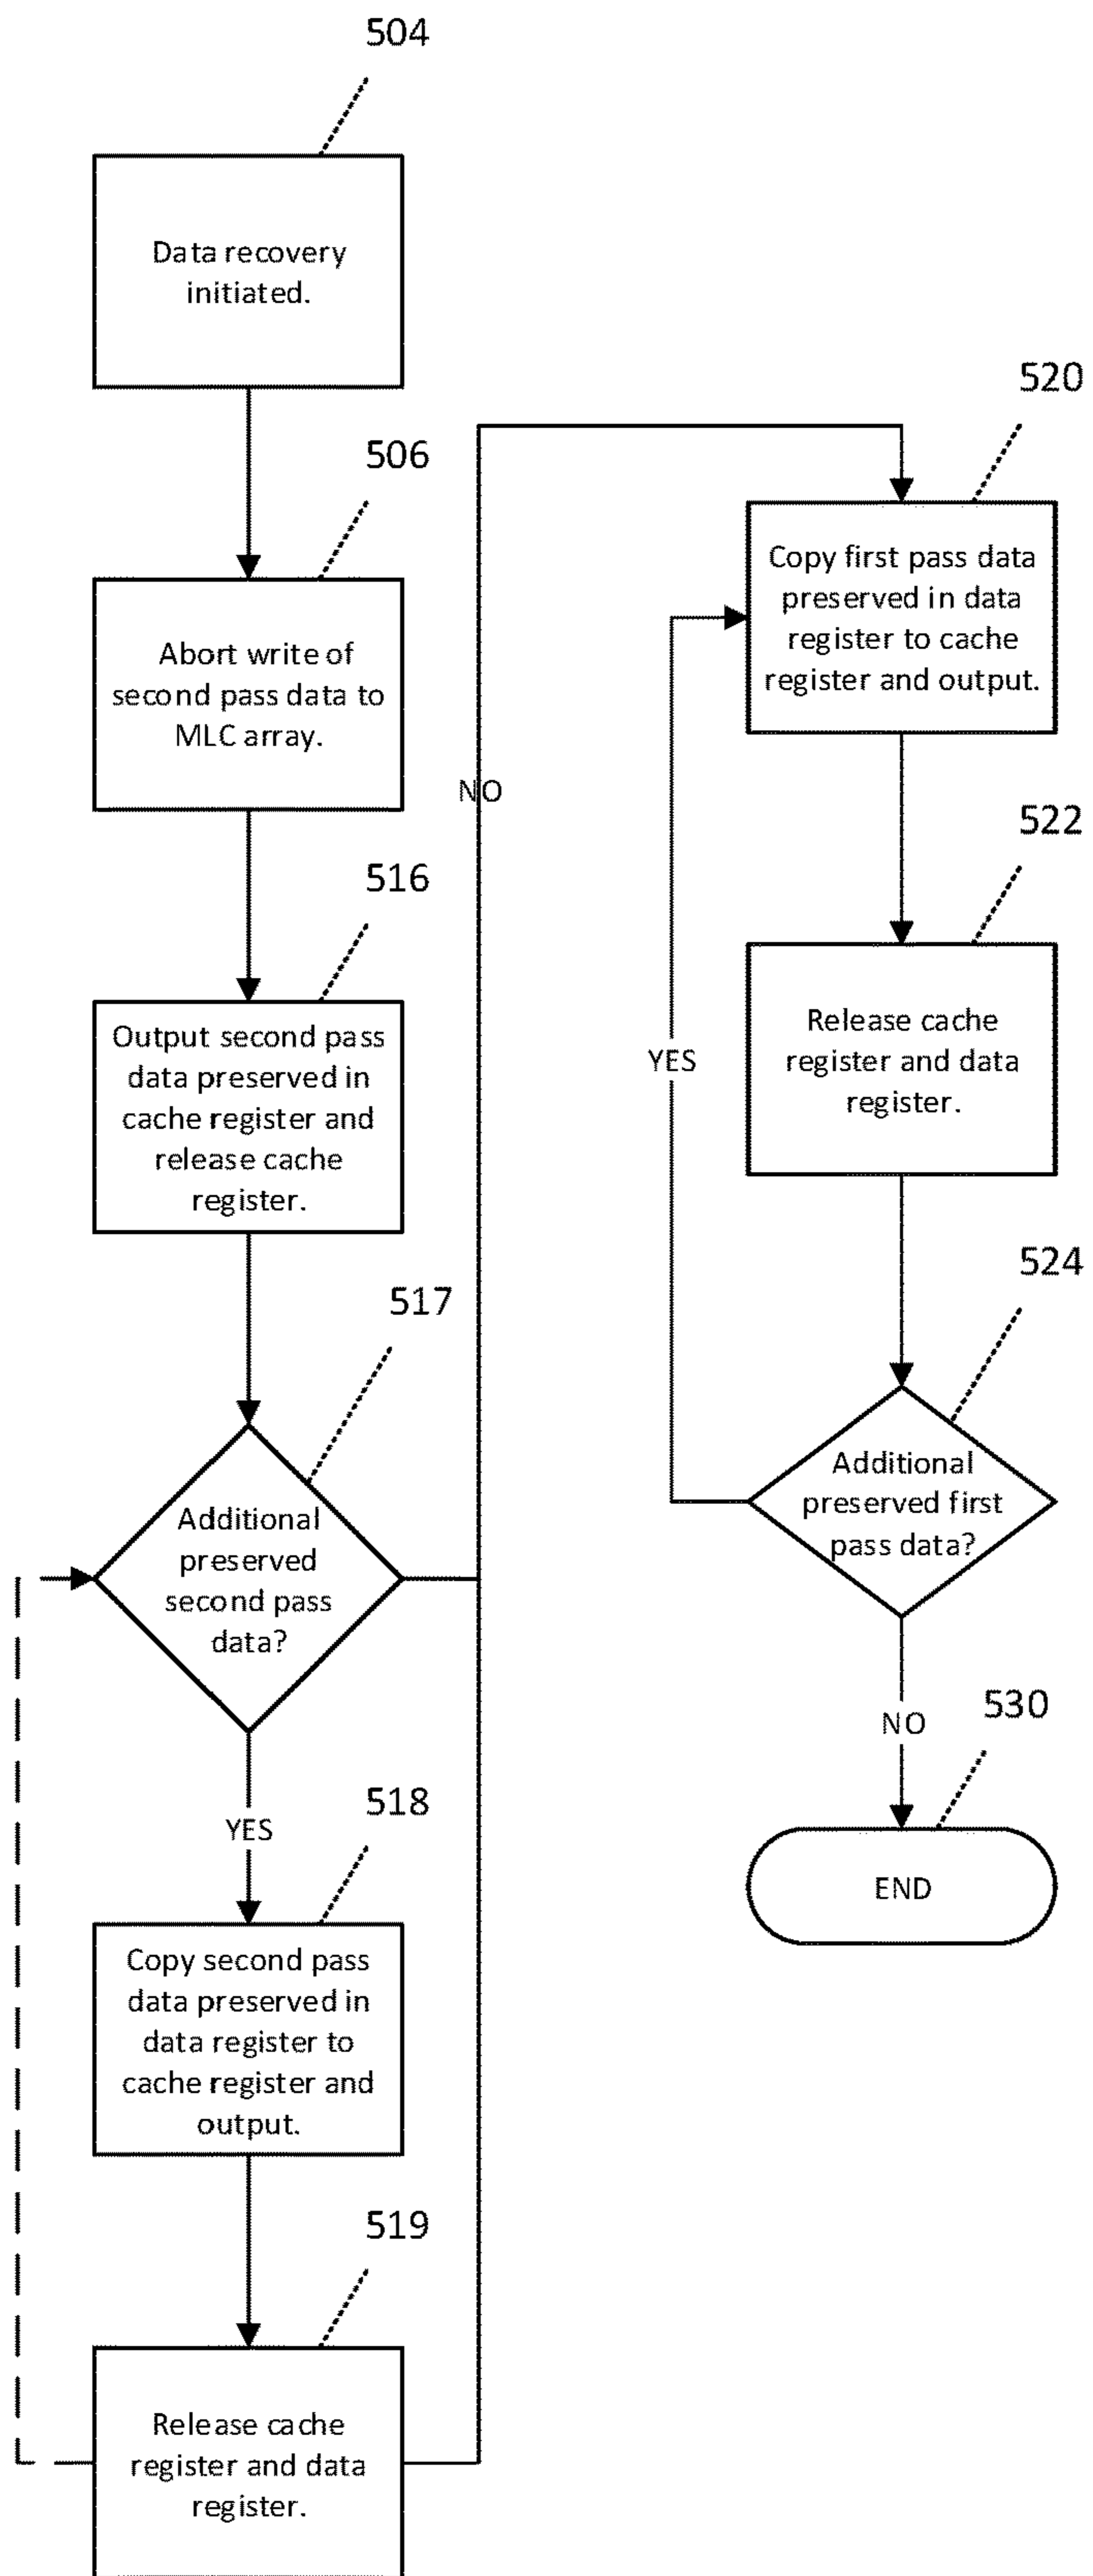 504
Data recovery
initiated.
506
Abort write of
second pass data to
MLC array.
516
Output second pass
data preserved in
cache register and
release cache
register.
517
Additional
preserved
second pass
data?
YES
518
Copy second pass
data preserved in
data register to
cache register and
output.
519
Release cache
register and data
register.
NO
520
Copy first pass data
preserved in data
register to cache
register and output.
522
Release cache
register and data
register.
YES
524
Additional
preserved first
pass data?
NO
530
END